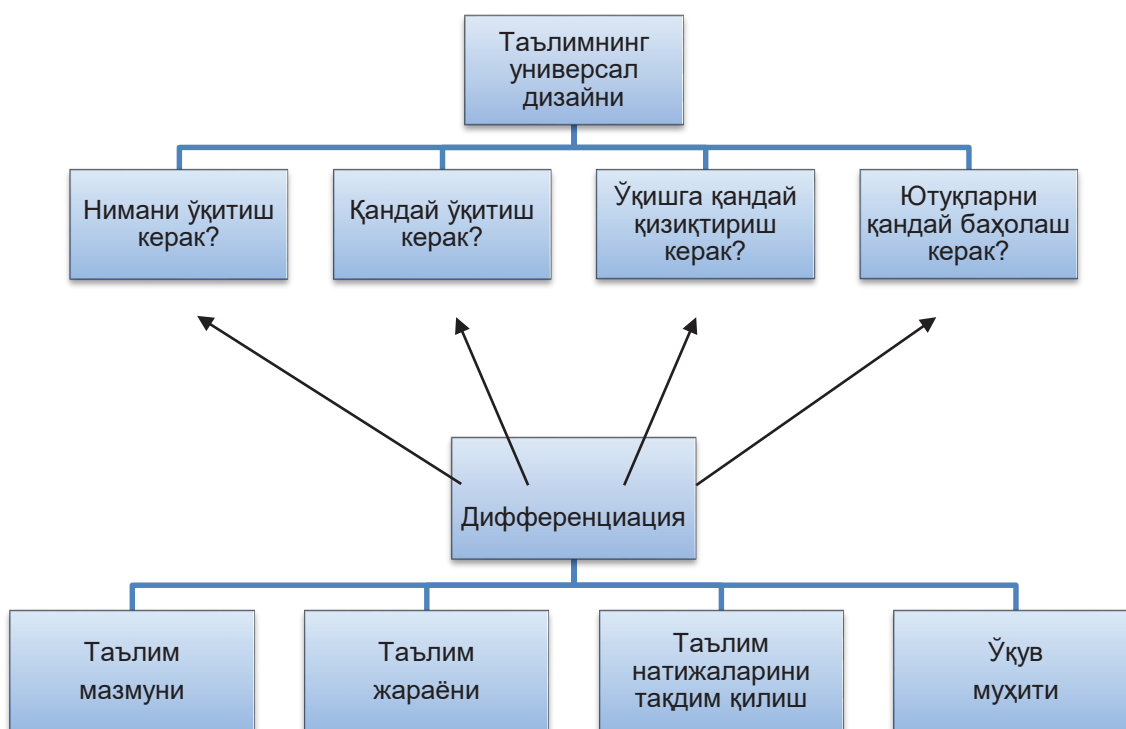 Таълимнинг
универсал
дизайни
Нимани ўқитиш
керак?
Қандай ўқитиш
керак?
Ўқишга қандай
қизиқтириш
керак?
Ютуқларни
қандай баҳолаш
керак?
Дифференциация
Таълим
мазмуни
Таълим
жараёни
Таълим
натижаларини
тақдим қилиш
Ўқув
муҳити